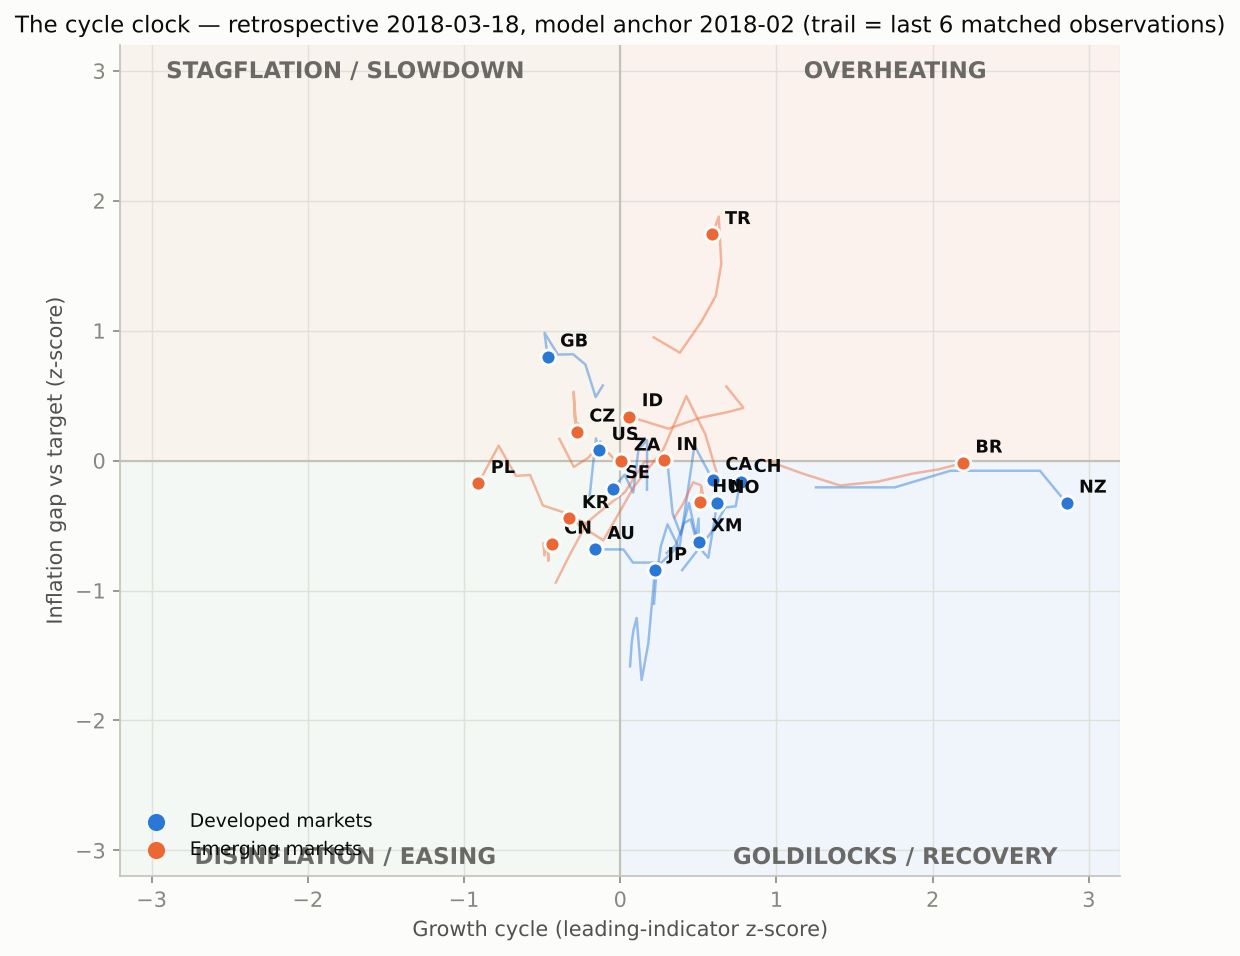 The cycle clock — retrospective 2018-03-18, model anchor 2018-02 (trail = last 6 matched observations)
STAGFLATION / SLOWDOWN
OVERHEATING
3
2
1
0
−1
−2
−3
Inflation gap vs target (z-score)
TR
GB
ID
CZ
US
ZA
IN
BR
PL
SE
CA
CH
NZ
HU
NO
KR
CN
AU
XM
JP
Developed markets
Emerging markets
DISINFLATION / EASING
GOLDILOCKS / RECOVERY
−3
−2
−1
0
1
2
3
Growth cycle (leading-indicator z-score)